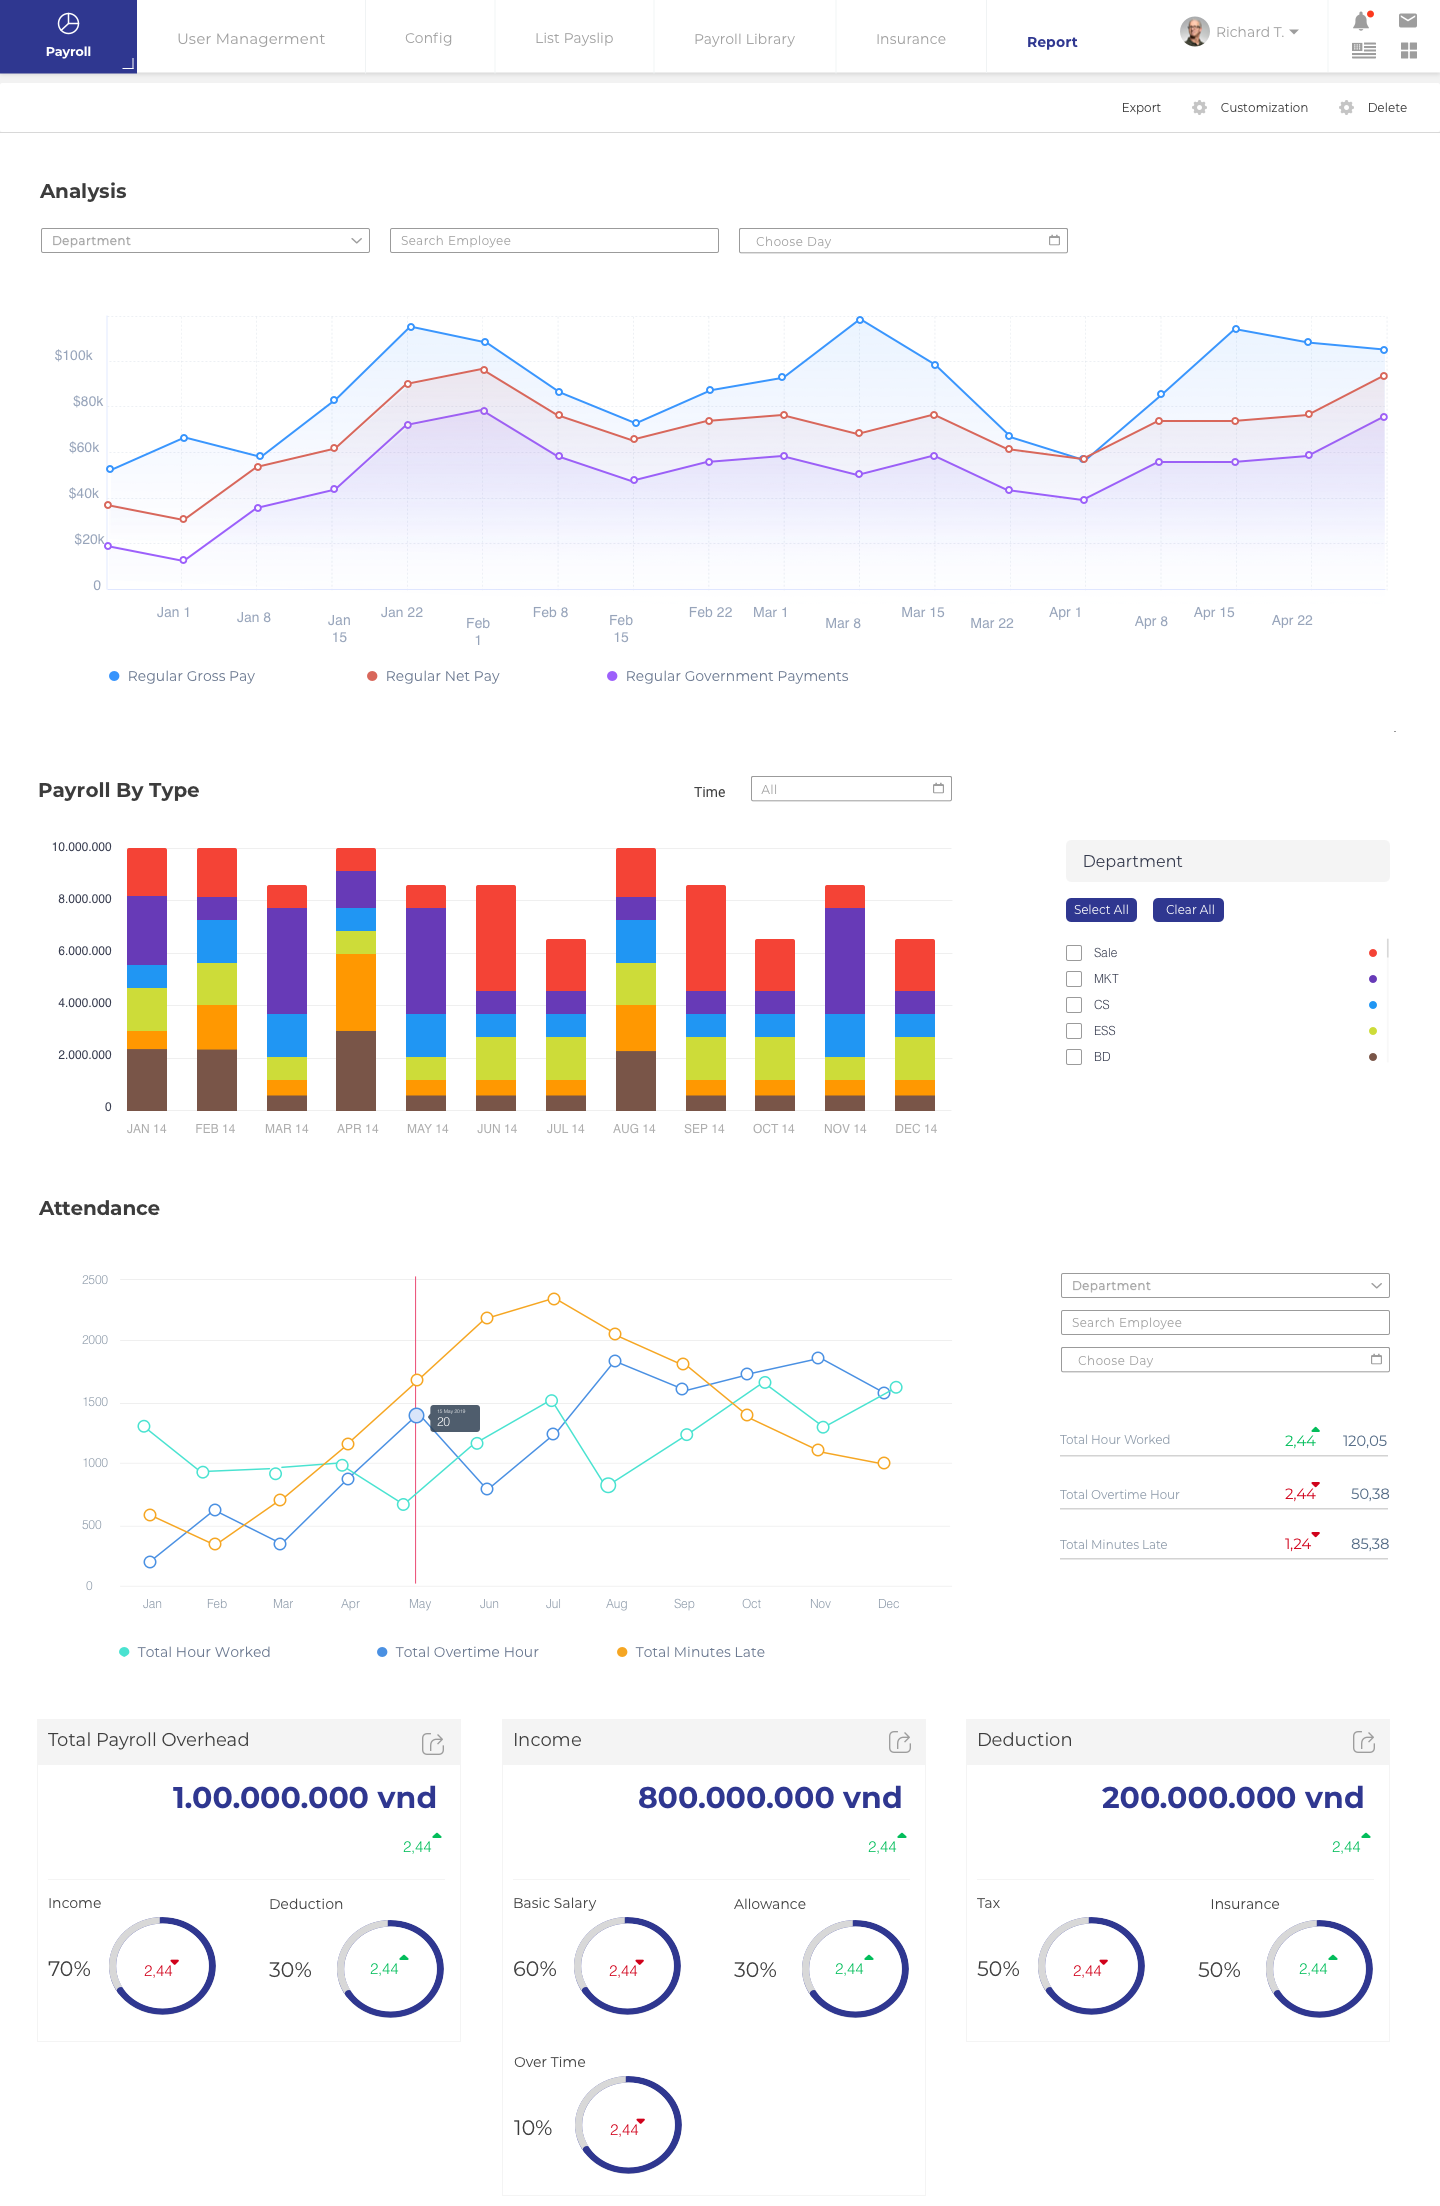 Payroll
User Managerment
Config
List Payslip
Payroll Library
Insurance
Report
Richard T.
Export
Customization
Delete
Analysis
Department
Search Employee
Choose Day
$100k
$80k
$60k
$40k
$20k
0
Jan 1
Jan 8
Jan
15
Jan 22
Feb
1
Feb 8
Feb
15
Feb 22
Mar 1
Mar 8
Mar 15
Mar 22
Apr 1
Apr 8
Apr 15
Apr 22
Regular Gross Pay
Regular Net Pay
Regular Government Payments
Payroll By Type
Time
All
10.000.000
8.000.000
6.000.000
4.000.000
2.000.000
0
JAN 14
FEB 14
MAR 14
APR 14
MAY 14
JUN 14
JUL 14
AUG 14
SEP 14
OCT 14
NOV 14
DEC 14
Department
Select All
Clear All
Sale
MKT
CS
ESS
BD
Attendance
2500
2000
1500
1000
500
0
15 May 2019
20
Jan
Feb
Mar
Apr
May
Jun
Jul
Aug
Sep
Oct
Nov
Dec
Total Hour Worked
Total Overtime Hour
Total Minutes Late
Department
Search Employee
Choose Day
Total Hour Worked 2,44 120,05
Total Overtime Hour 2,44 50,38
Total Minutes Late 1,24 85,38
Total Payroll Overhead
1.00.000.000 vnd
2,44
Income
70%
2,44
Deduction
30%
2,44
Income
800.000.000 vnd
2,44
Basic Salary
60%
2,44
Allowance
30%
2,44
Over Time
10%
2,44
Deduction
200.000.000 vnd
2,44
Tax
50%
2,44
Insurance
50%
2,44